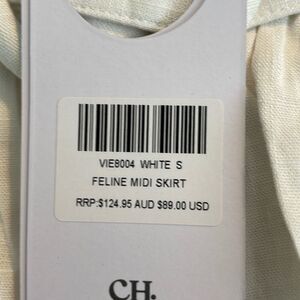 VIE8004 WHITE S
FELINE MIDI SKIRT
RRP:$124.95 AUD $89.00 USD
CH.